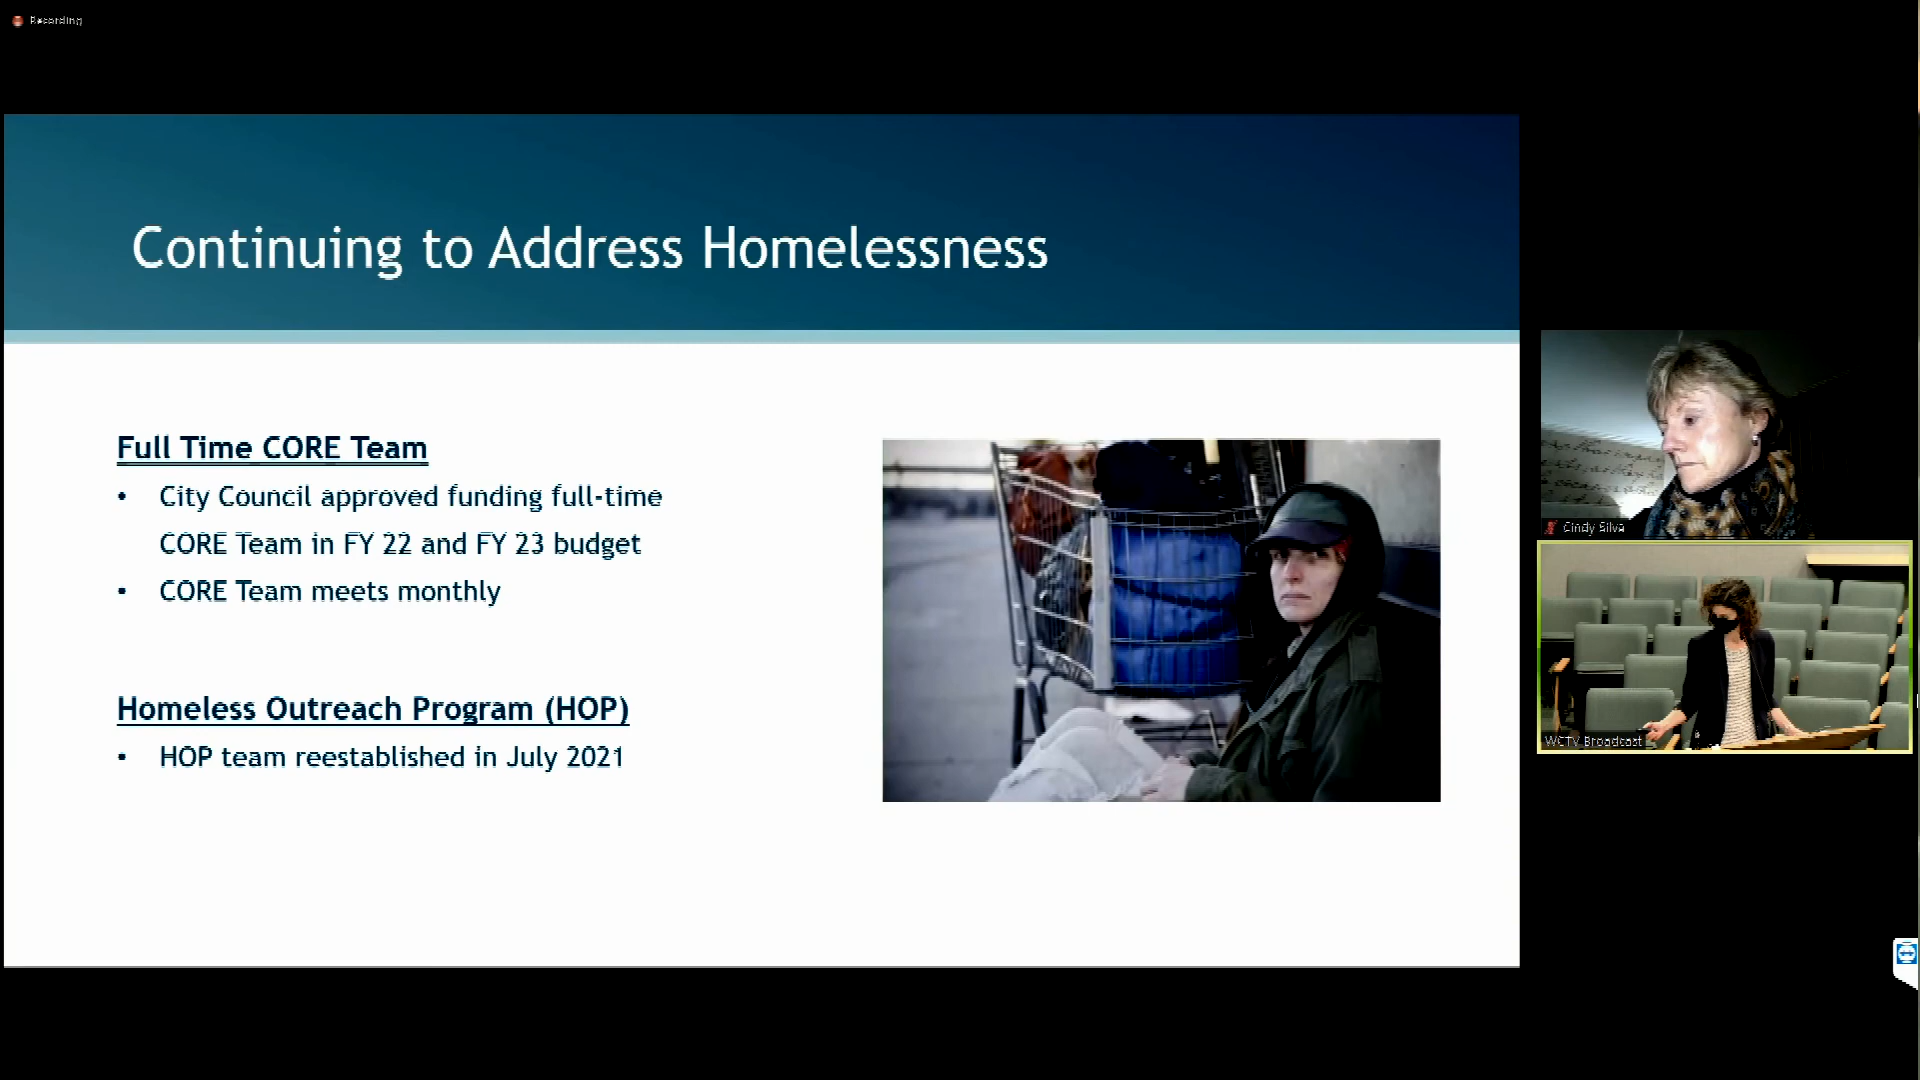 Recording
Continuing to Address Homelessness
Full Time CORE Team
• City Council approved funding full-time
CORE Team in FY 22 and FY 23 budget
• CORE Team meets monthly
Homeless Outreach Program (HOP)
• HOP team reestablished in July 2021
Cindy Silva
WCTV Broadcast